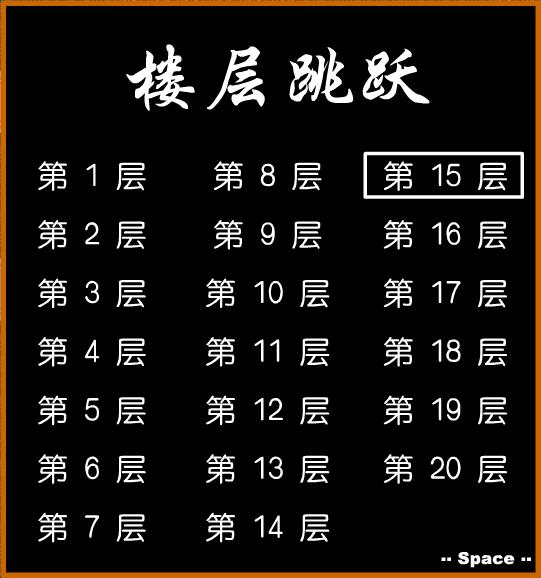 楼层跳跃
第 1 层 第 8 层 第 15 层
第 2 层 第 9 层 第 16 层
第 3 层 第 10 层 第 17 层
第 4 层 第 11 层 第 18 层
第 5 层 第 12 层 第 19 层
第 6 层 第 13 层 第 20 层
第 7 层 第 14 层
-- Space --